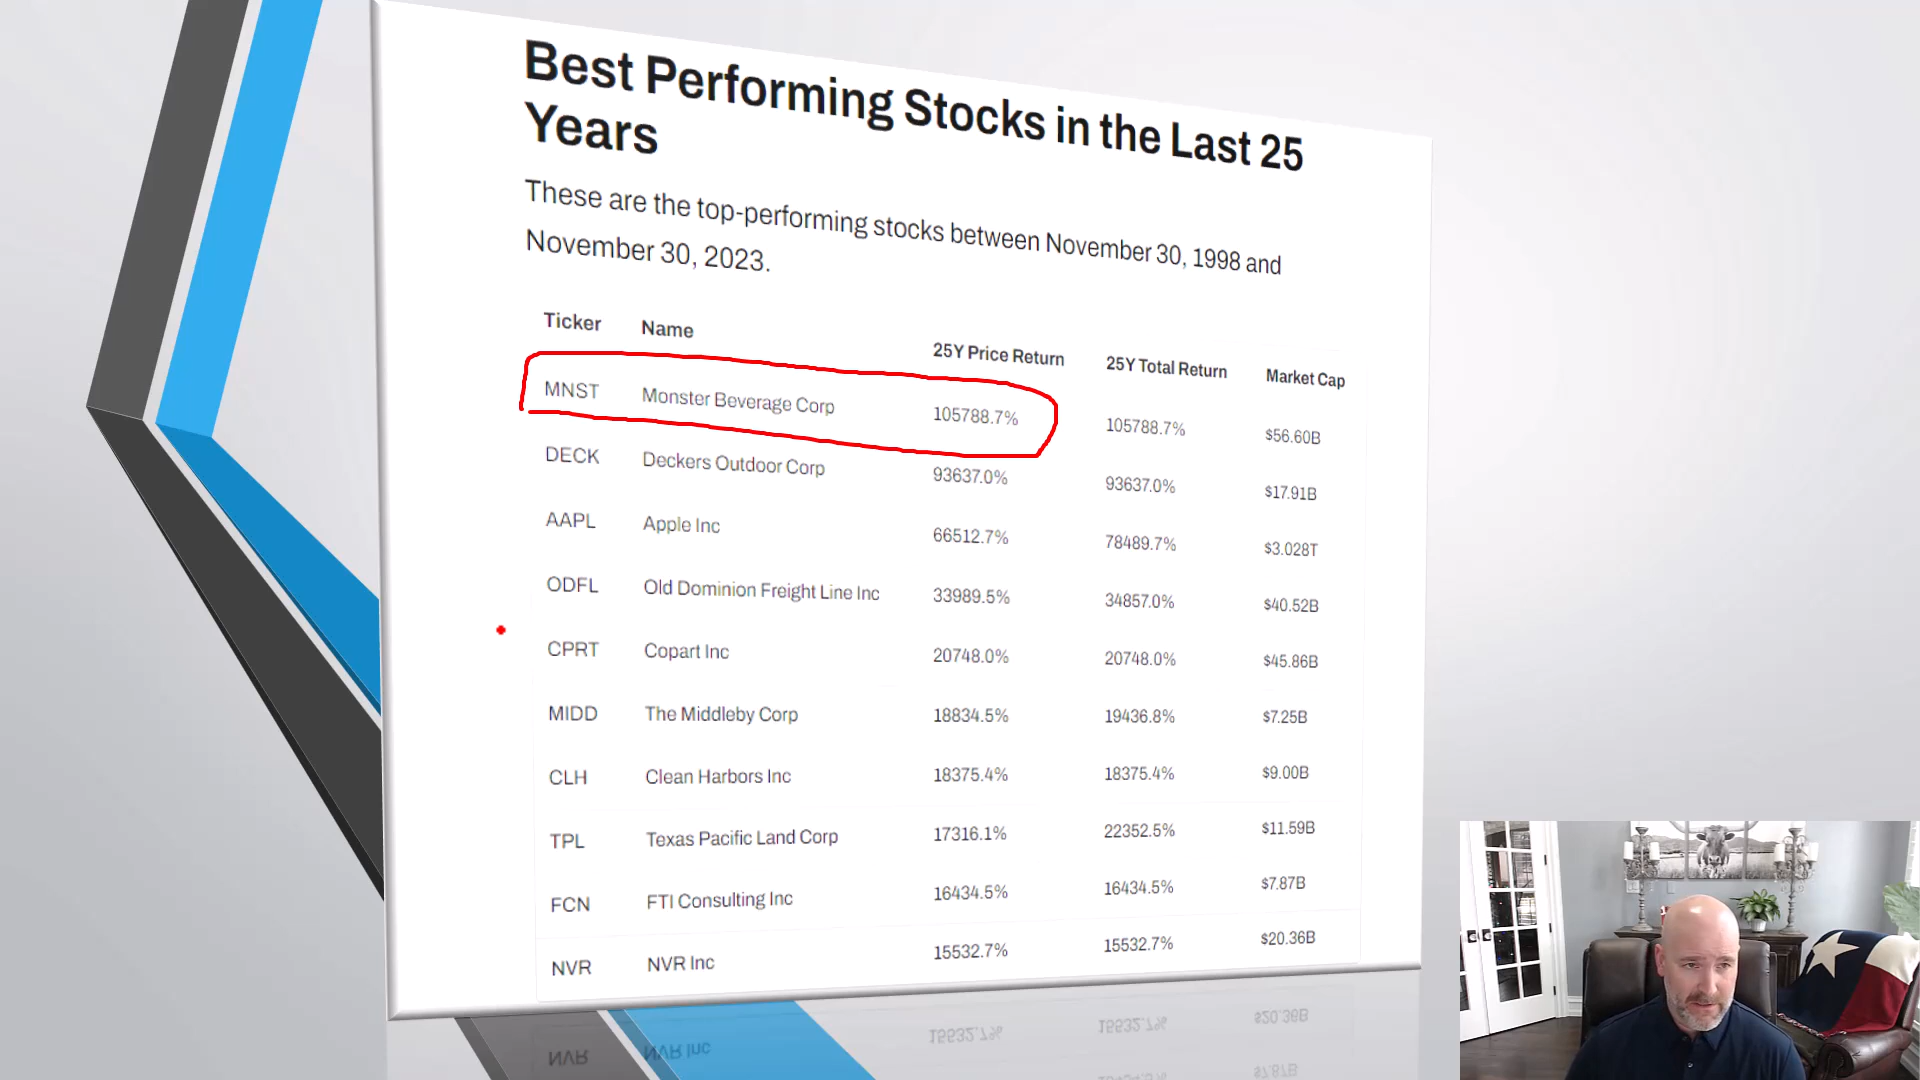 Best Performing Stocks in the Last 25
Years
These are the top-performing stocks between November 30, 1998 and
November 30, 2023.
Ticker Name 25Y Price Return 25Y Total Return Market Cap
MNST Monster Beverage Corp 105788.7% 105788.7% $56.60B
DECK Deckers Outdoor Corp 93637.0% 93637.0% $17.91B
AAPL Apple Inc 66512.7% 78489.7% $3.028T
ODFL Old Dominion Freight Line Inc 33989.5% 34857.0% $40.52B
CPRT Copart Inc 20748.0% 20748.0% $45.86B
MIDD The Middleby Corp 18834.5% 19436.8% $7.25B
CLH Clean Harbors Inc 18375.4% 18375.4% $9.00B
TPL Texas Pacific Land Corp 17316.1% 22352.5% $11.59B
FCN FTI Consulting Inc 16434.5% 16434.5% $7.87B
NVR NVR Inc 15532.7% 15532.7% $20.36B